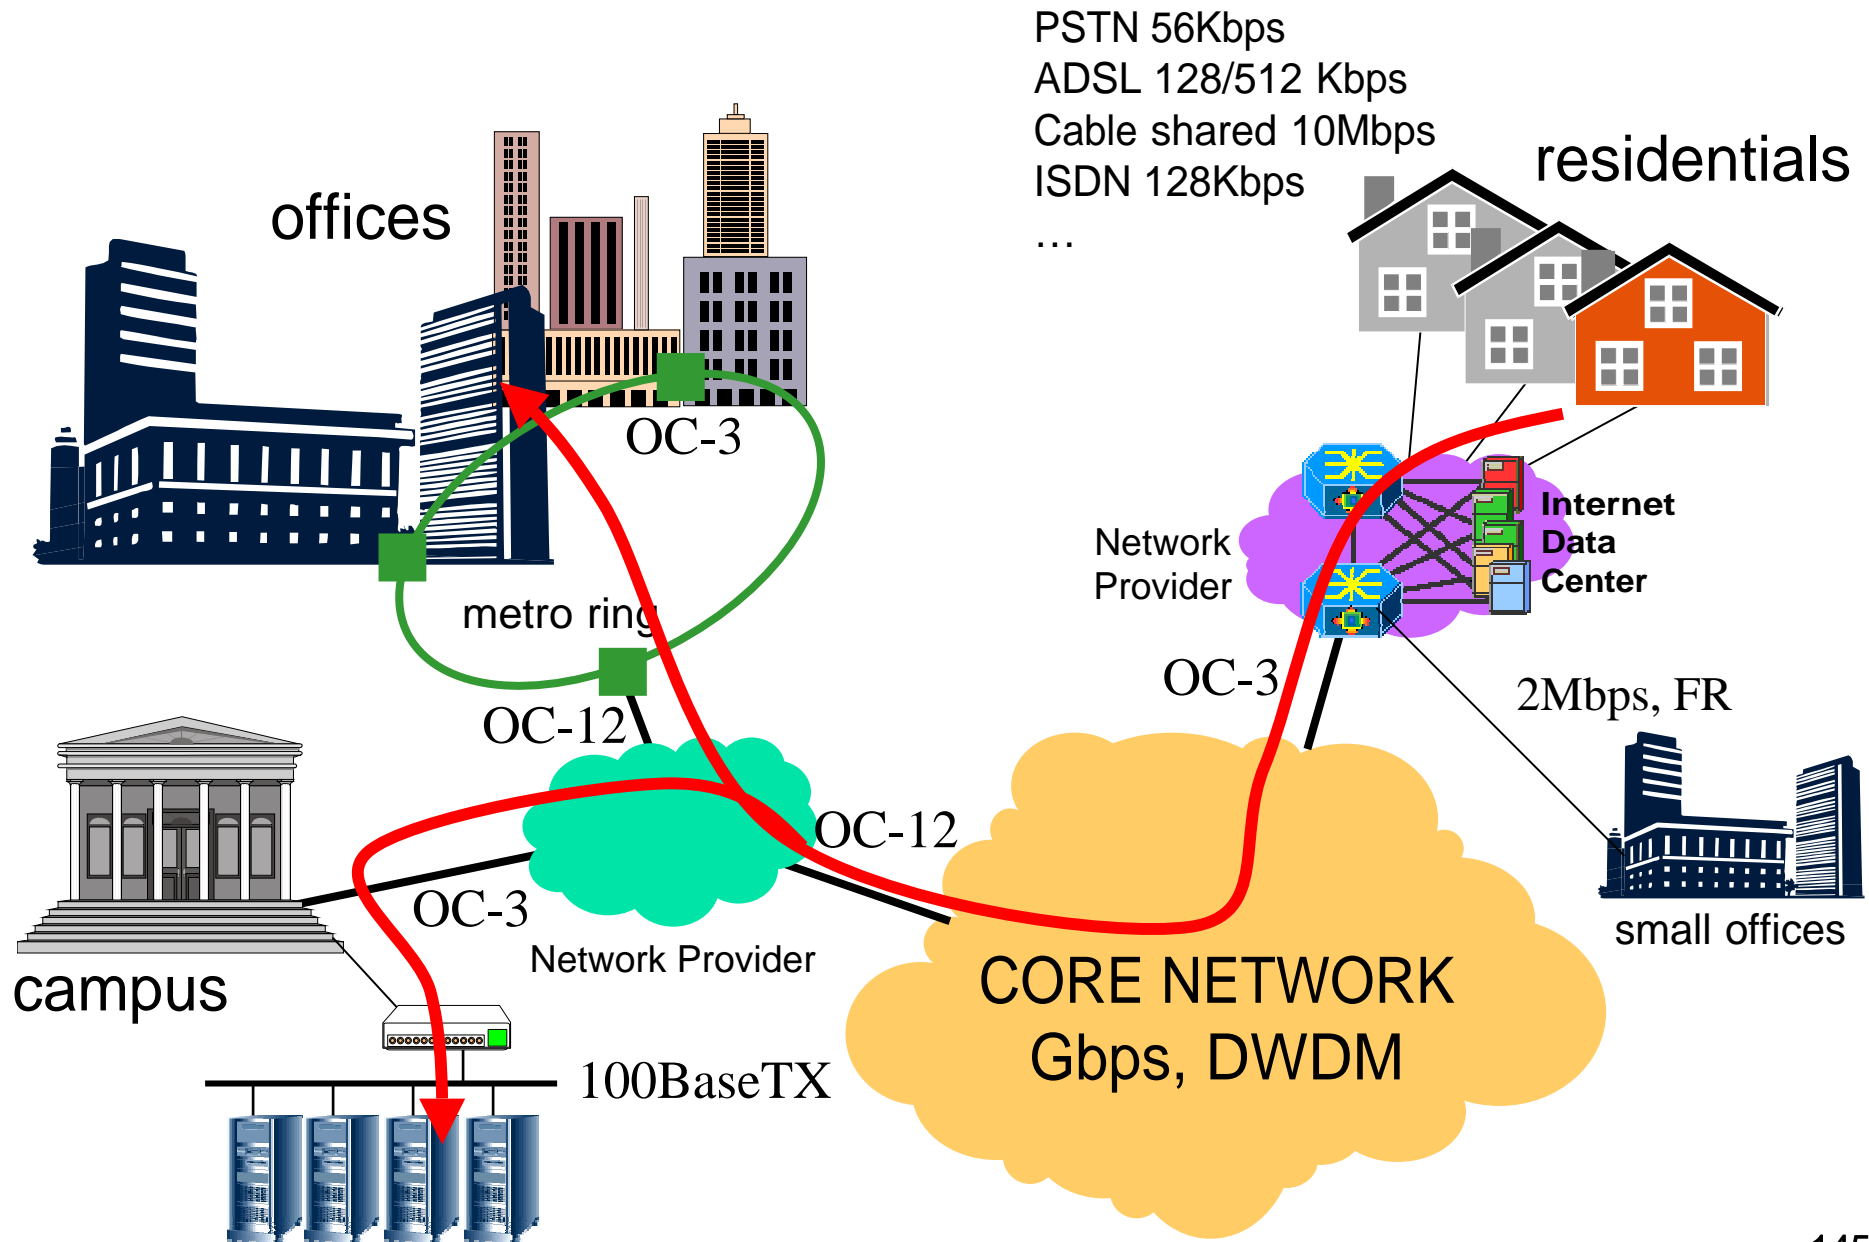 PSTN 56Kbps
ADSL 128/512 Kbps
Cable shared 10Mbps
ISDN 128Kbps
…
residentials
offices
OC-3
Internet
Data
Center
Network
Provider
metro ring
OC-3
2Mbps, FR
OC-12
OC-12
OC-3
small offices
Network Provider
campus
CORE NETWORK
Gbps, DWDM
100BaseTX